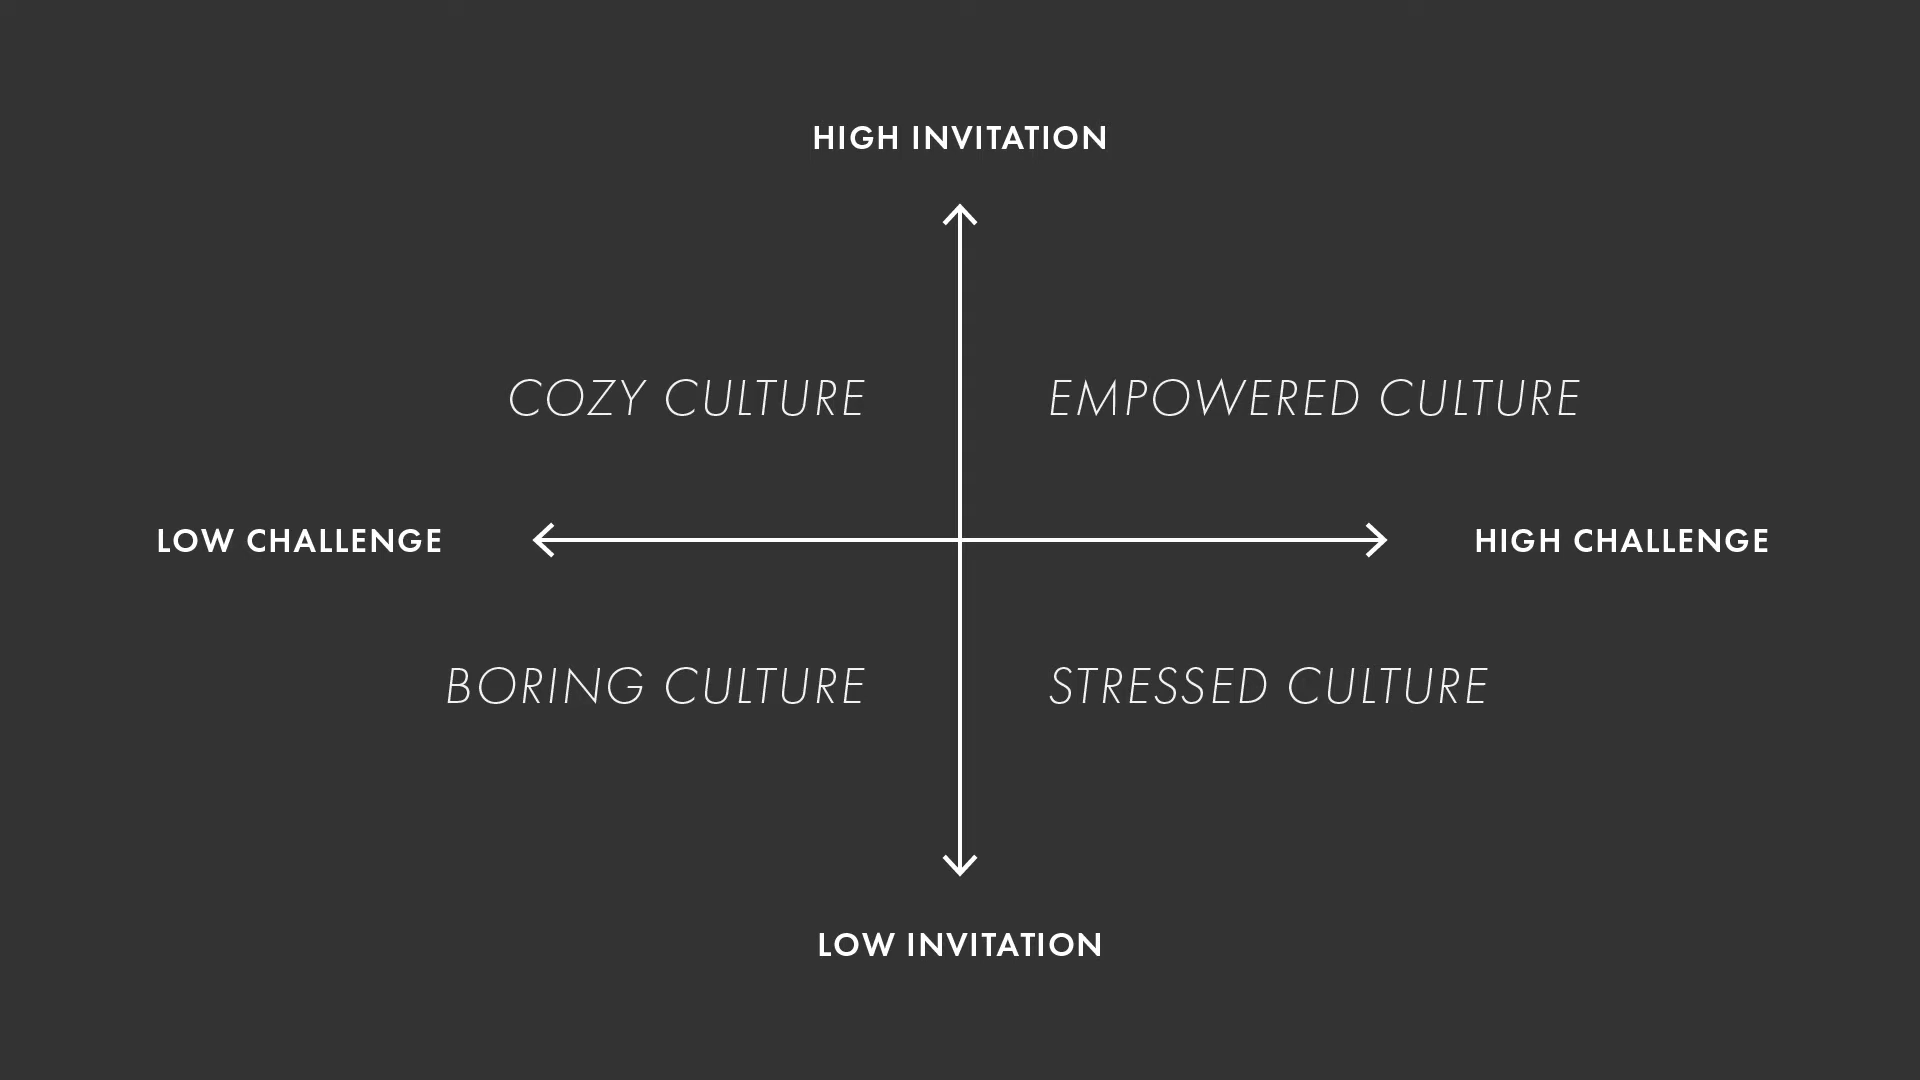 HIGH INVITATION
COZY CULTURE
EMPOWERED CULTURE
LOW CHALLENGE
HIGH CHALLENGE
BORING CULTURE
STRESSED CULTURE
LOW INVITATION